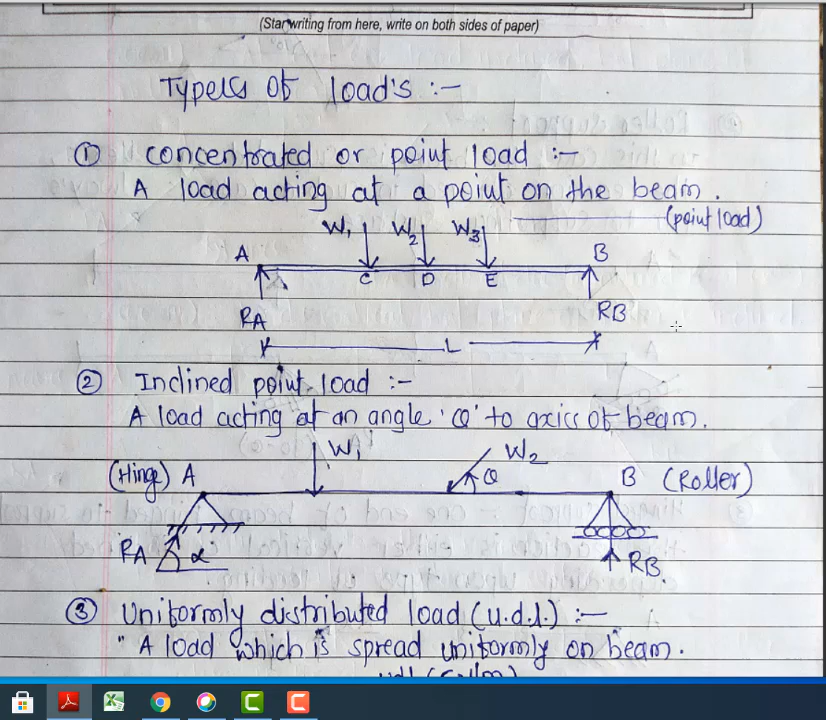 (Start writing from here, write on both sides of paper)
Types of load's :-
① concentrated or point load :-
A load acting at a point on the beam.
(point load)
W₁ W₂ W₃
A B
C D E
RA RB
L
② Inclined point load :-
A load acting at an angle 'θ' to axis of beam.
W₁ W₂
(Hinge) A θ B (Roller)
RA α RB
③ Uniformly distributed load (u.d.l.) :-
" A load which is spread uniformly on beam.